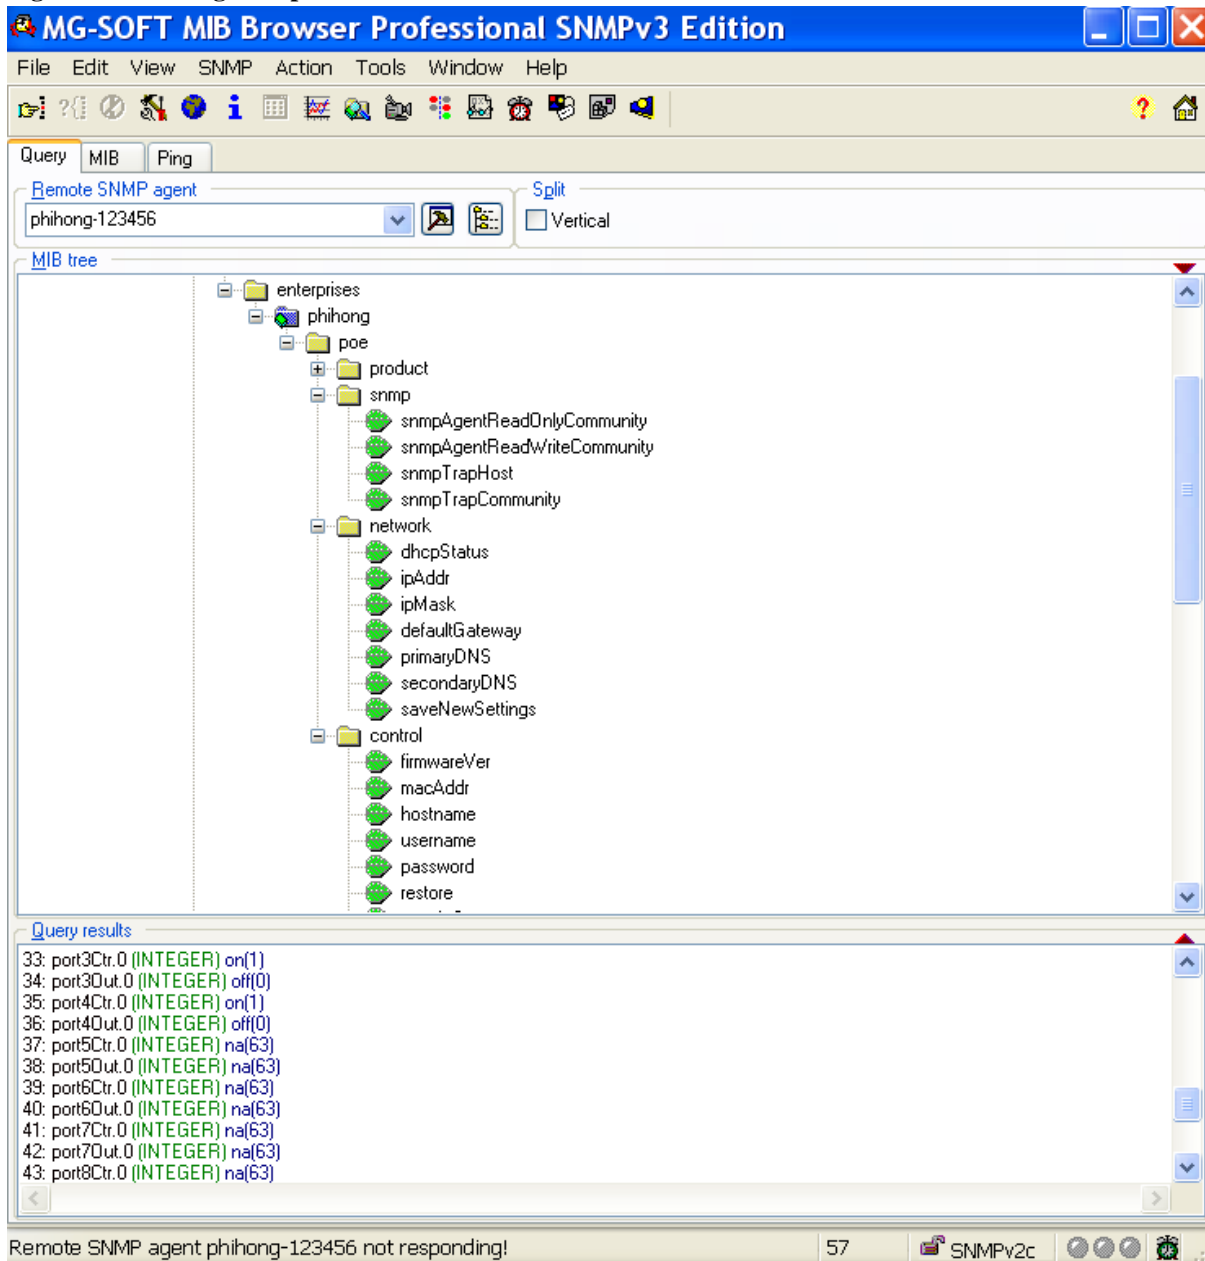 MG-SOFT MIB Browser Professional SNMPv3 Edition
File Edit View SNMP Action Tools Window Help
Query MIB Ping
Remote SNMP agent
phihong-123456
Split
Vertical
MIB tree
enterprises
phihong
poe
product
snmp
snmpAgentReadOnlyCommunity
snmpAgentReadWriteCommunity
snmpTrapHost
snmpTrapCommunity
network
dhcpStatus
ipAddr
ipMask
defaultGateway
primaryDNS
secondaryDNS
saveNewSettings
control
firmwareVer
macAddr
hostname
username
password
restore
Query results
33: port3Ctr.0 (INTEGER) on(1)
34: port3Out.0 (INTEGER) off(0)
35: port4Ctr.0 (INTEGER) on(1)
36: port4Out.0 (INTEGER) off(0)
37: port5Ctr.0 (INTEGER) na(63)
38: port5Out.0 (INTEGER) na(63)
39: port6Ctr.0 (INTEGER) na(63)
40: port6Out.0 (INTEGER) na(63)
41: port7Ctr.0 (INTEGER) na(63)
42: port7Out.0 (INTEGER) na(63)
43: port8Ctr.0 (INTEGER) na(63)
Remote SNMP agent phihong-123456 not responding! 57 SNMPv2c